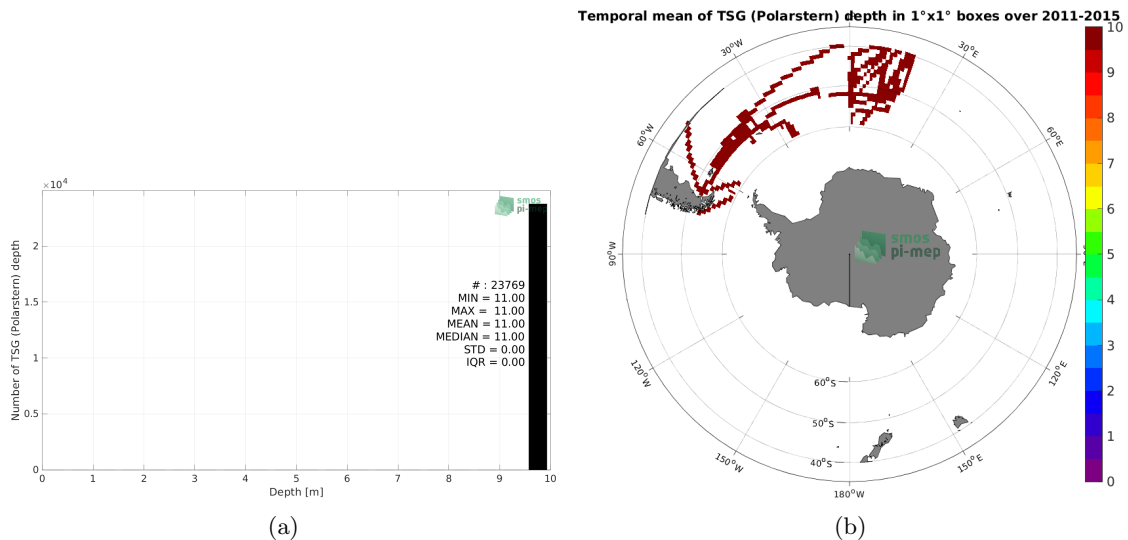 Temporal mean of TSG (Polarstern) depth in 1°x1° boxes over 2011-2015
×10⁴
2
1.5
1
0.5
0
Number of TSG (Polarstern) depth
smos
pi-mep
# : 23769
MIN = 11.00
MAX = 11.00
MEAN = 11.00
MEDIAN = 11.00
STD = 0.00
IQR = 0.00
0 1 2 3 4 5 6 7 8 9 10
Depth [m]
(a)
30°W
30°E
60°W
60°E
90°W
120°W
120°E
150°W
150°E
180°W
60°S
50°S
40°S
smos
pi-mep
10
9
8
7
6
5
4
3
2
1
0
(b)